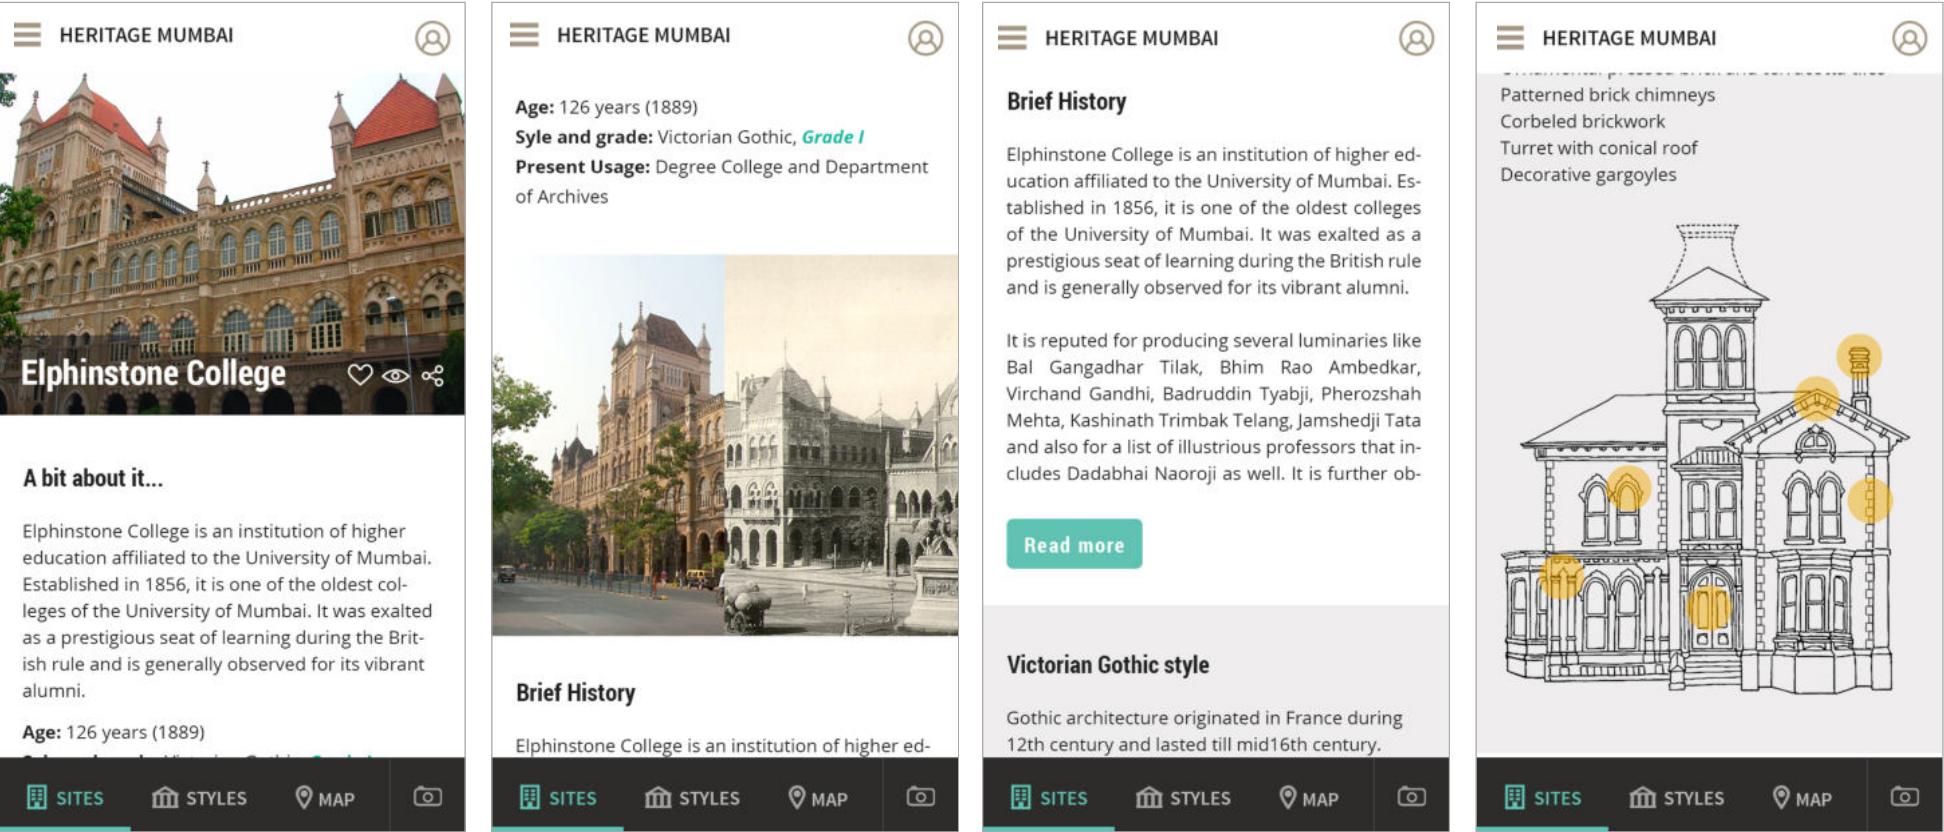 HERITAGE MUMBAI
Elphinstone College
A bit about it...
Elphinstone College is an institution of higher
education affiliated to the University of Mumbai.
Established in 1856, it is one of the oldest col-
leges of the University of Mumbai. It was exalted
as a prestigious seat of learning during the Brit-
ish rule and is generally observed for its vibrant
alumni.
Age: 126 years (1889)
SITES
STYLES
MAP
HERITAGE MUMBAI
Age: 126 years (1889)
Syle and grade: Victorian Gothic, Grade I
Present Usage: Degree College and Department
of Archives
Brief History
Elphinstone College is an institution of higher ed-
SITES
STYLES
MAP
HERITAGE MUMBAI
Brief History
Elphinstone College is an institution of higher ed-
ucation affiliated to the University of Mumbai. Es-
tablished in 1856, it is one of the oldest colleges
of the University of Mumbai. It was exalted as a
prestigious seat of learning during the British rule
and is generally observed for its vibrant alumni.
It is reputed for producing several luminaries like
Bal Gangadhar Tilak, Bhim Rao Ambedkar,
Virchand Gandhi, Badruddin Tyabji, Pherozshah
Mehta, Kashinath Trimbak Telang, Jamshedji Tata
and also for a list of illustrious professors that in-
cludes Dadabhai Naoroji as well. It is further ob-
Read more
Victorian Gothic style
Gothic architecture originated in France during
12th century and lasted till mid16th century.
SITES
STYLES
MAP
HERITAGE MUMBAI
Patterned brick chimneys
Corbeled brickwork
Turret with conical roof
Decorative gargoyles
SITES
STYLES
MAP